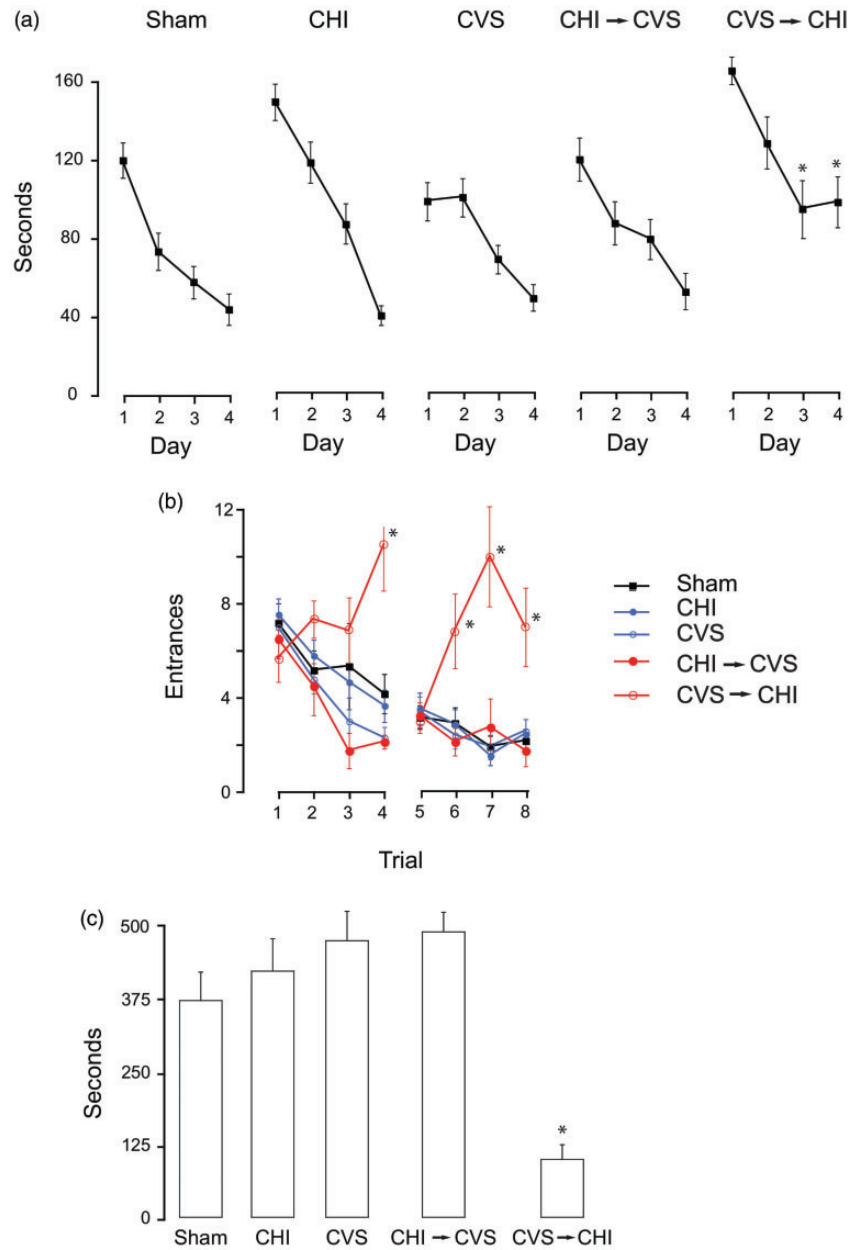 (a)
Sham CHI CVS CHI → CVS CVS → CHI
160
120
80
40
0
Seconds
* *
1 2 3 4 1 2 3 4 1 2 3 4 1 2 3 4 1 2 3 4
Day Day Day Day Day
(b)
12
8
4
0
Entrances
* * * *
Sham
CHI
CVS
CHI → CVS
CVS → CHI
1 2 3 4 5 6 7 8
Trial
(c)
500
375
250
125
0
Seconds
*
Sham CHI CVS CHI → CVS CVS → CHI